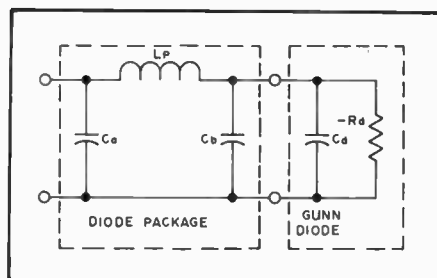 Lp
Ca
Cb
Cd
-Rd
DIODE PACKAGE
GUNN
DIODE